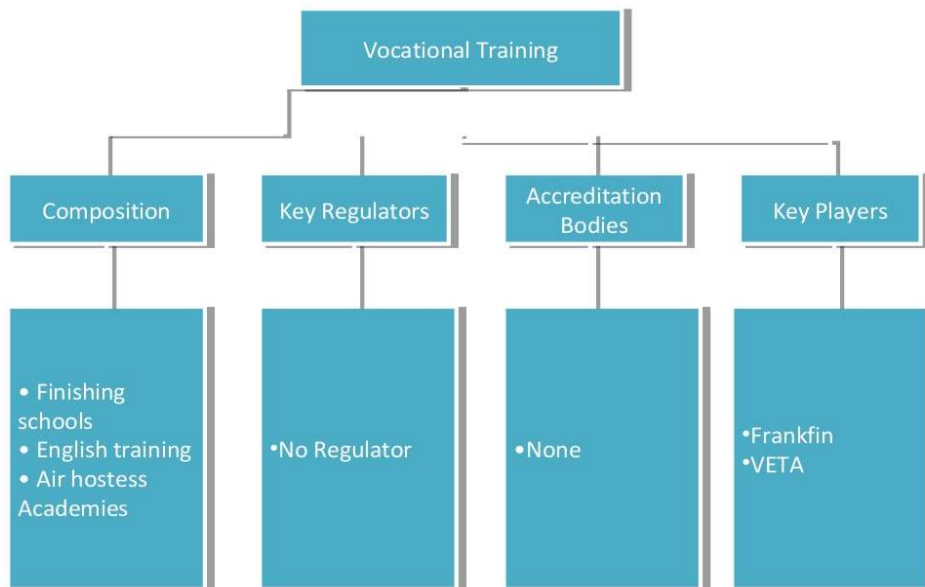 Vocational Training
Composition
Key Regulators
Accreditation
Bodies
Key Players
• Finishing
schools
• English training
• Air hostess
Academies
•No Regulator
•None
•Frankfin
•VETA